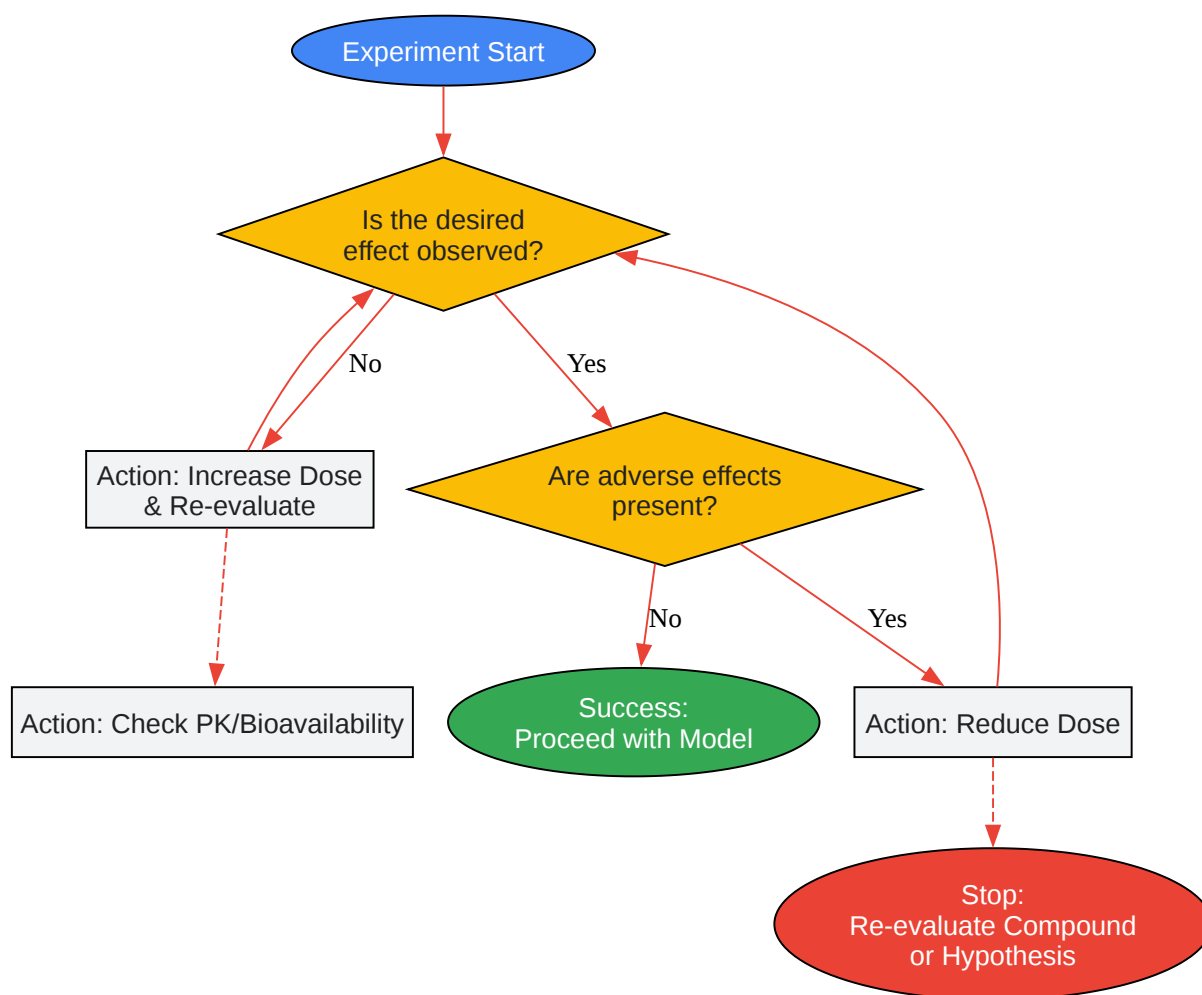 Experiment Start
Is the desired
effect observed?
No
Yes
Action: Increase Dose
& Re-evaluate
Are adverse effects
present?
No
Yes
Action: Check PK/Bioavailability
Success:
Proceed with Model
Action: Reduce Dose
Stop:
Re-evaluate Compound
or Hypothesis